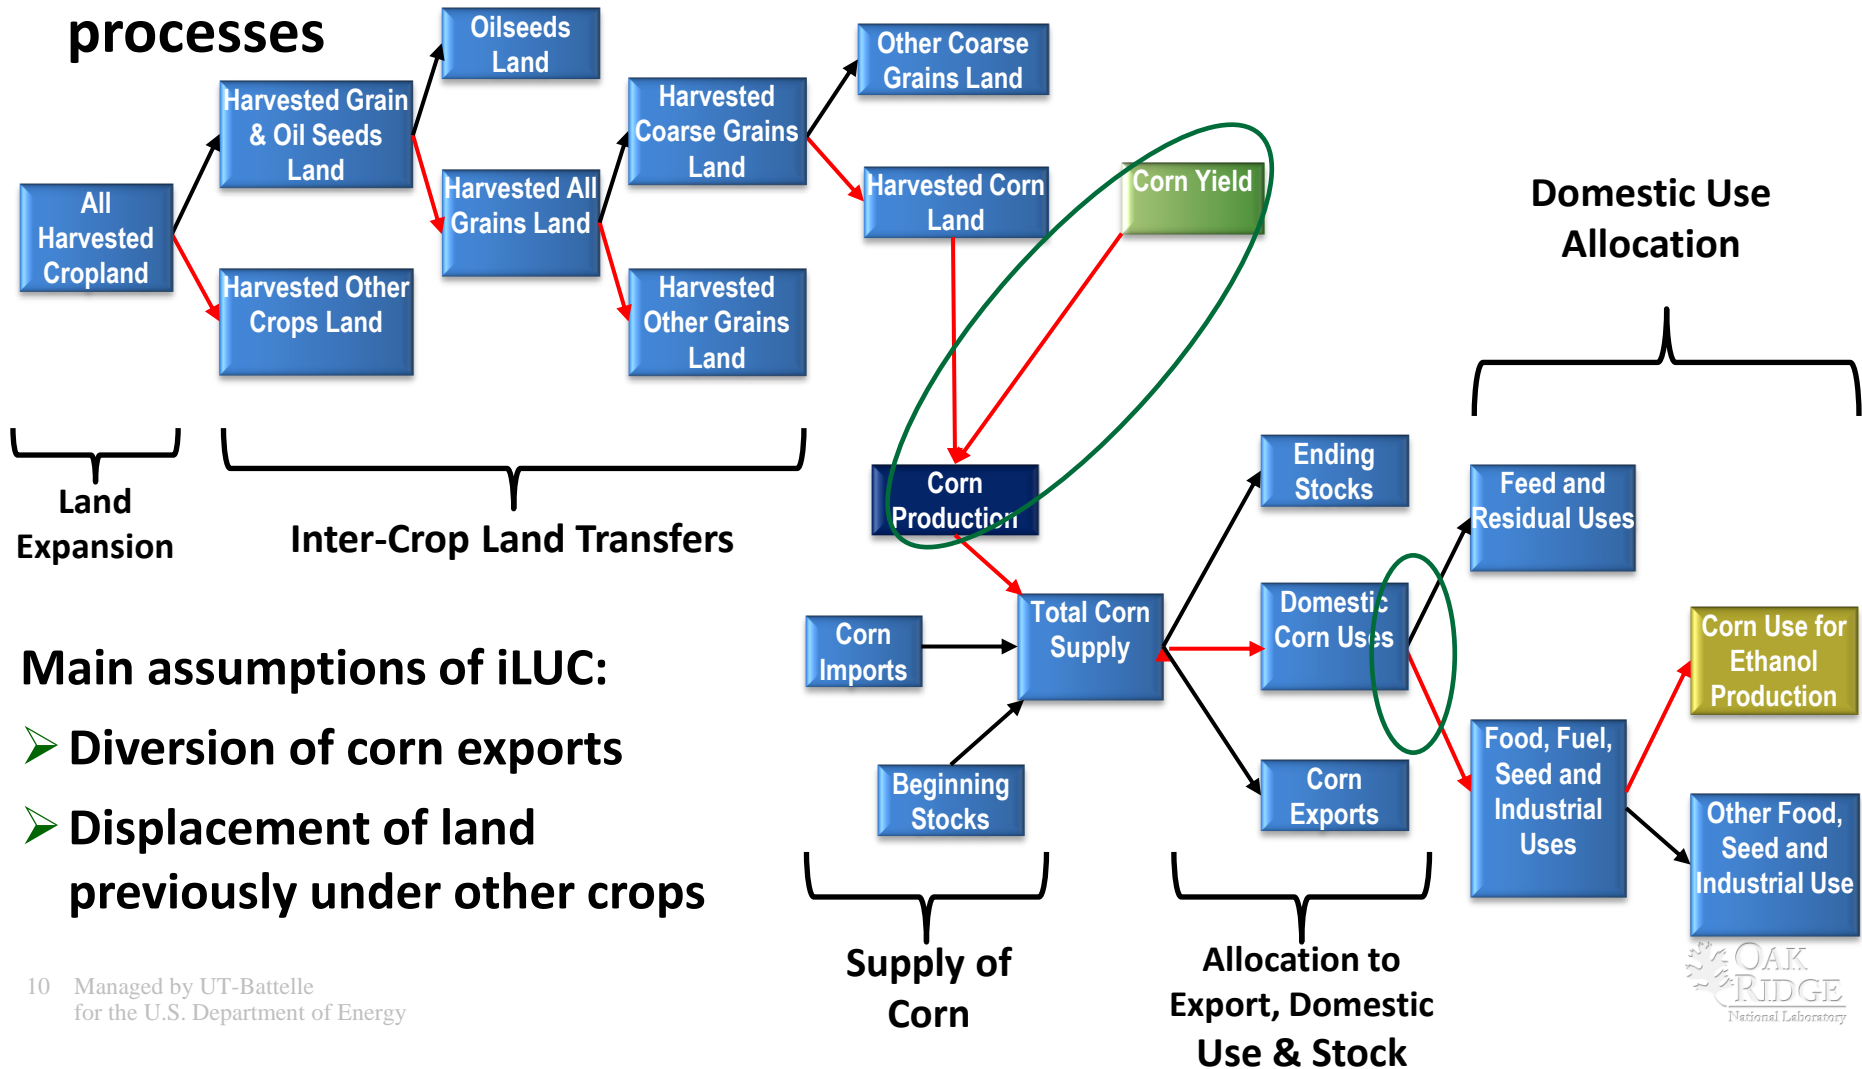 processes
Oilseeds
Land
Other Coarse
Grains Land
Harvested Grain
& Oil Seeds
Land
Harvested
Coarse Grains
Land
All
Harvested
Cropland
Harvested All
Grains Land
Harvested Corn
Land
Corn Yield
Domestic Use
Allocation
Harvested Other
Crops Land
Harvested
Other Grains
Land
Land
Expansion
Inter-Crop Land Transfers
Corn
Production
Ending
Stocks
Feed and
Residual Uses
Total Corn
Supply
Domestic
Corn Uses
Corn
Imports
Corn Use for
Ethanol
Production
Main assumptions of iLUC:
Diversion of corn exports
Displacement of land
previously under other crops
Beginning
Stocks
Corn
Exports
Food, Fuel,
Seed and
Industrial
Uses
Other Food,
Seed and
Industrial Use
Supply of
Corn
Allocation to
Export, Domestic
Use & Stock
10 Managed by UT-Battelle
for the U.S. Department of Energy
OAK
RIDGE
National Laboratory